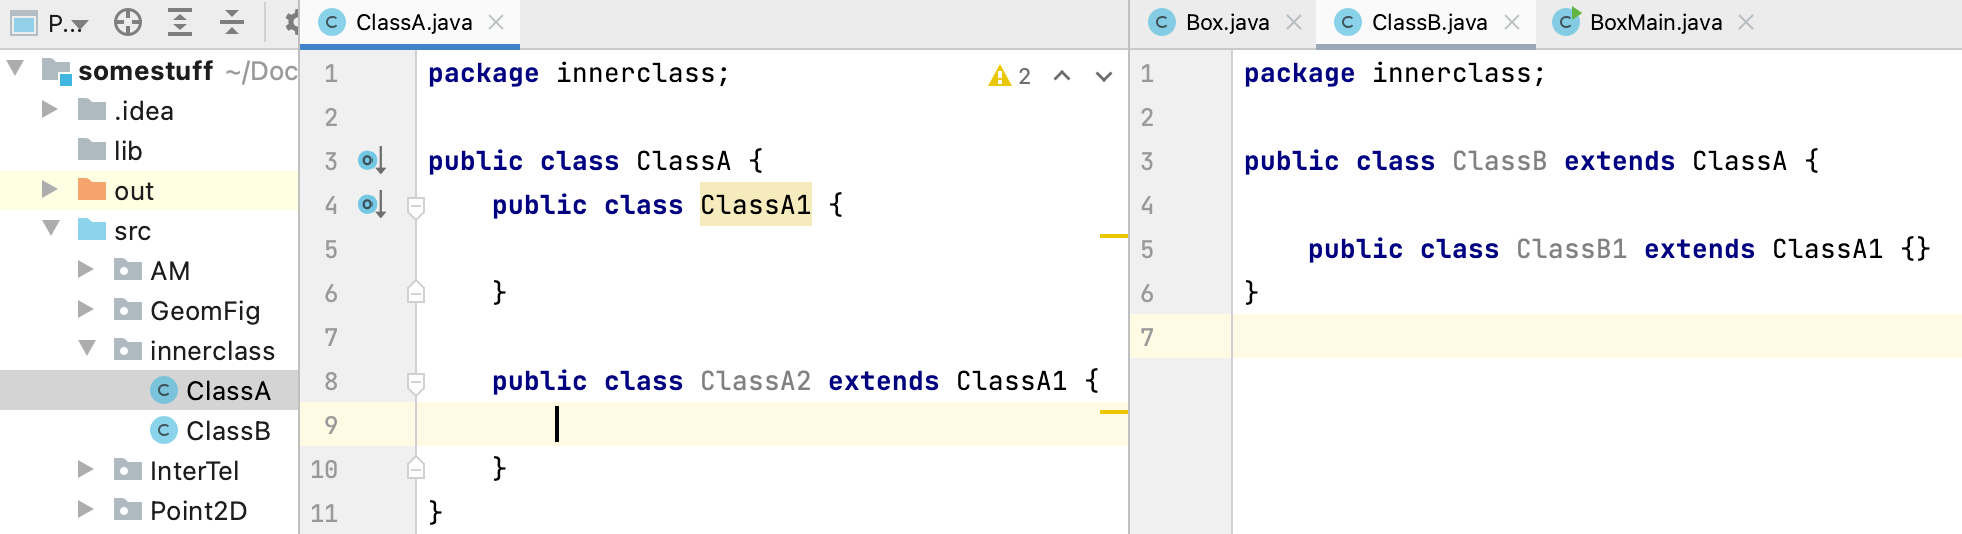 P...
somestuff ~/Doc
.idea
lib
out
src
AM
GeomFig
innerclass
ClassA
ClassB
InterTel
Point2D
ClassA.java
2
1 package innerclass;
2
3 public class ClassA {
4     public class ClassA1 {
5
6     }
7
8     public class ClassA2 extends ClassA1 {
9
10     }
11 }
Box.java ClassB.java BoxMain.java
1 package innerclass;
2
3 public class ClassB extends ClassA {
4
5     public class ClassB1 extends ClassA1 {}
6 }
7